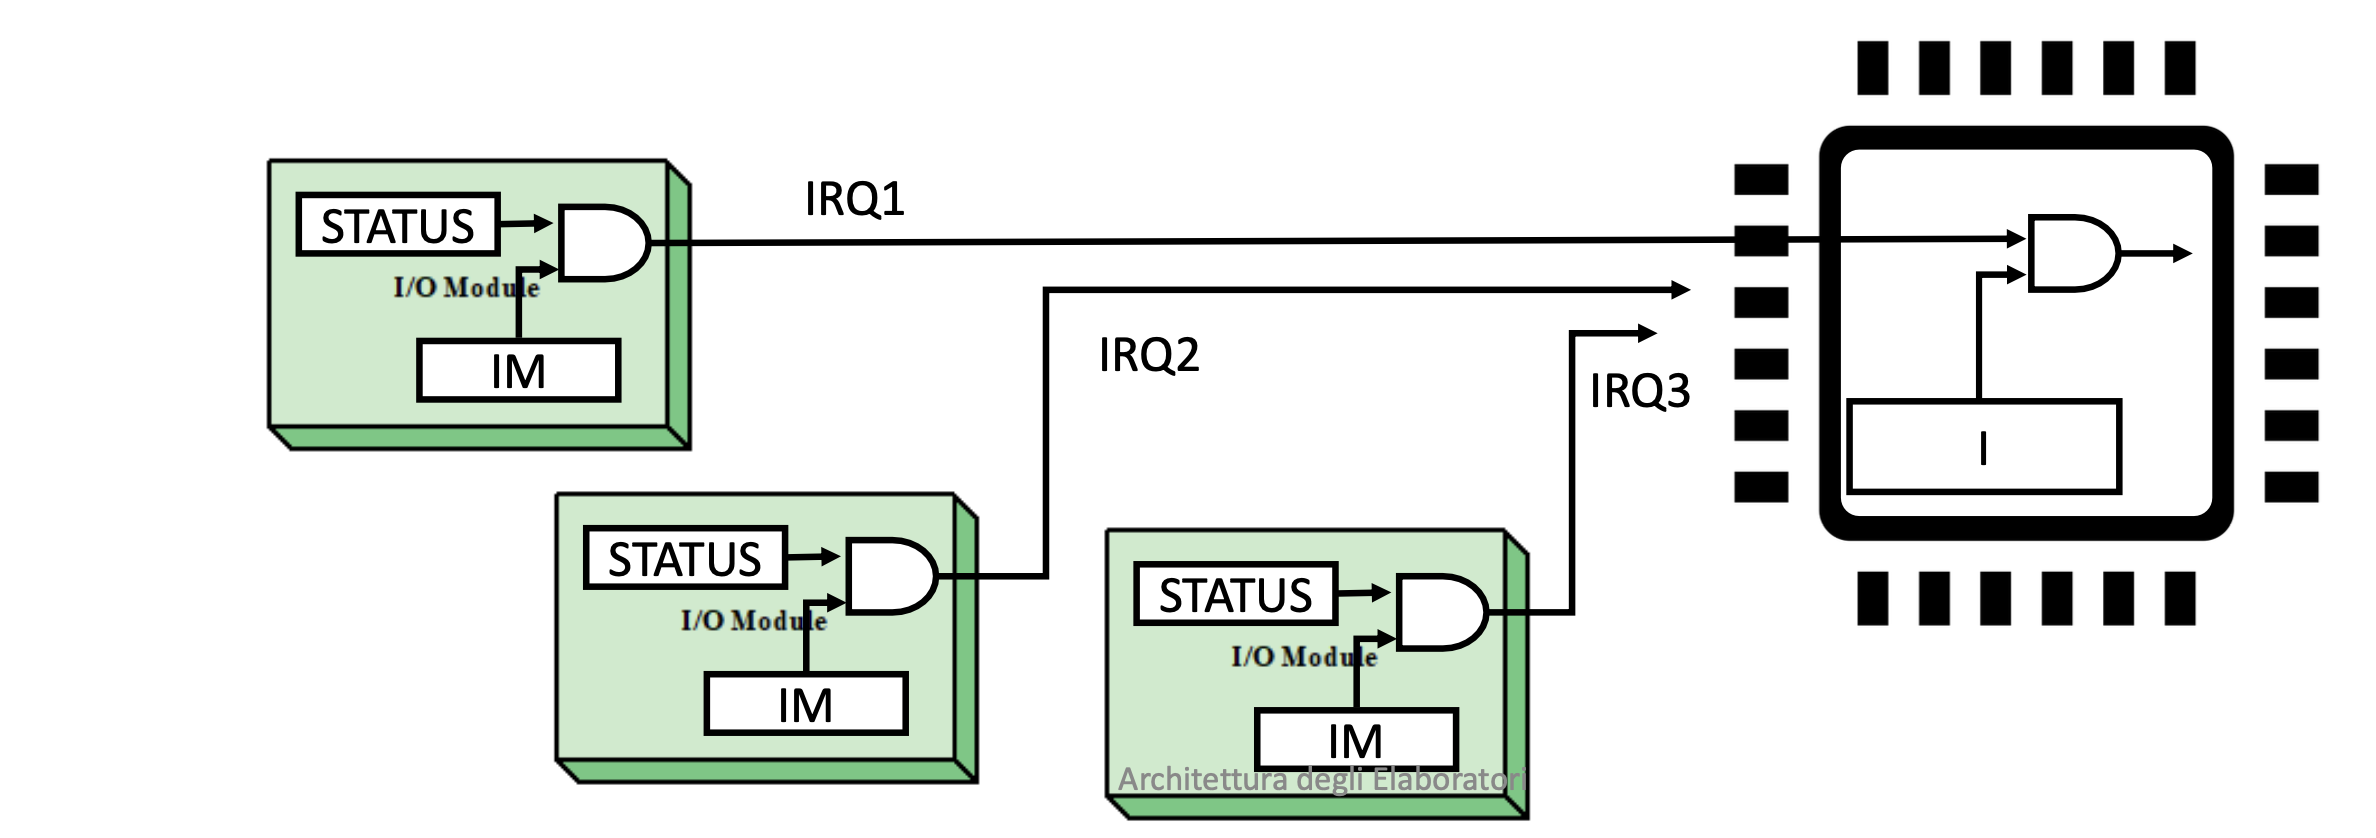 IRQ1
STATUS
I/O Module
IM
IRQ2
IRQ3
I
STATUS
I/O Module
IM
STATUS
I/O Module
IM
Architettura degli Elaboratori